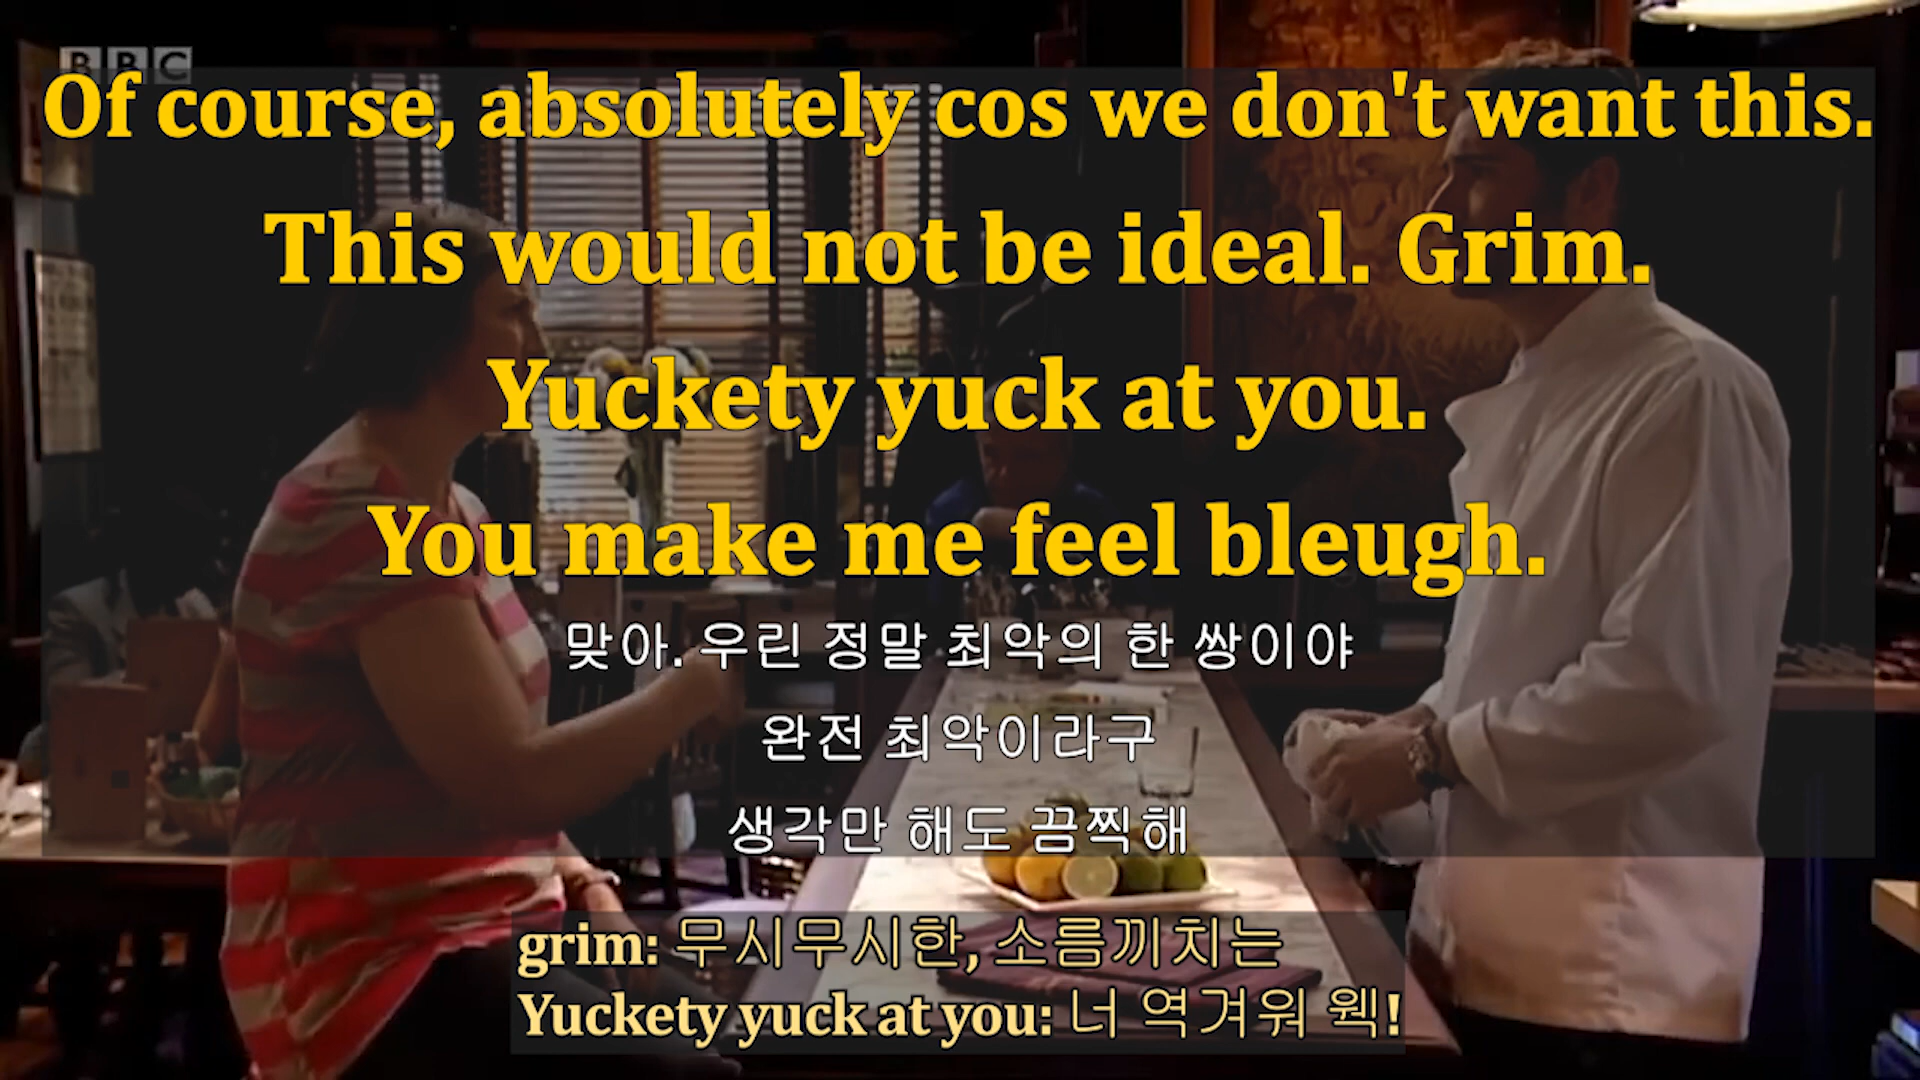 BBC
Of course, absolutely cos we don't want this.
This would not be ideal. Grim.
Yuckety yuck at you.
You make me feel bleugh.
맞아. 우린 정말 최악의 한 쌍이야
완전 최악이라구
생각만 해도 끔찍해
grim: 무시무시한, 소름끼치는
Yuckety yuck at you: 너 역겨워 웩!